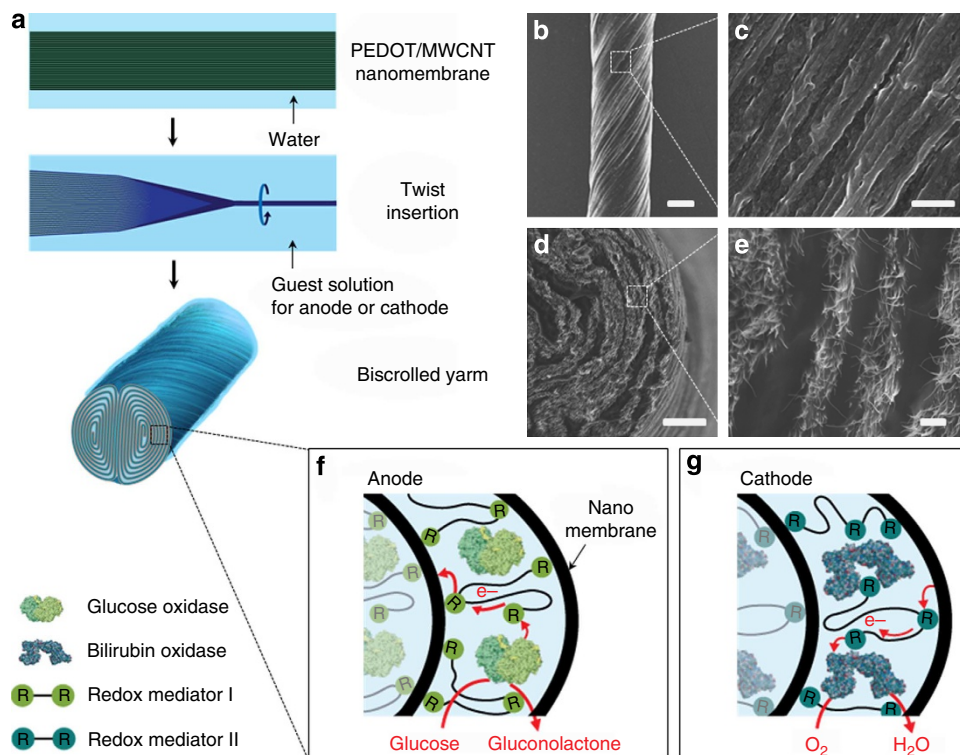 a
PEDOT/MWCNT
nanomembrane
Water
Twist
insertion
Guest solution
for anode or cathode
Biscrolled yarm
b
c
d
e
f
Anode
Nano
membrane
R
R
R
R
R
R
R
R
R
R
R
e–
Glucose
Gluconolactone
g
Cathode
R
R
R
R
R
R
R
R
R
e–
O2
H2O
Glucose oxidase
Bilirubin oxidase
R R Redox mediator I
R R Redox mediator II